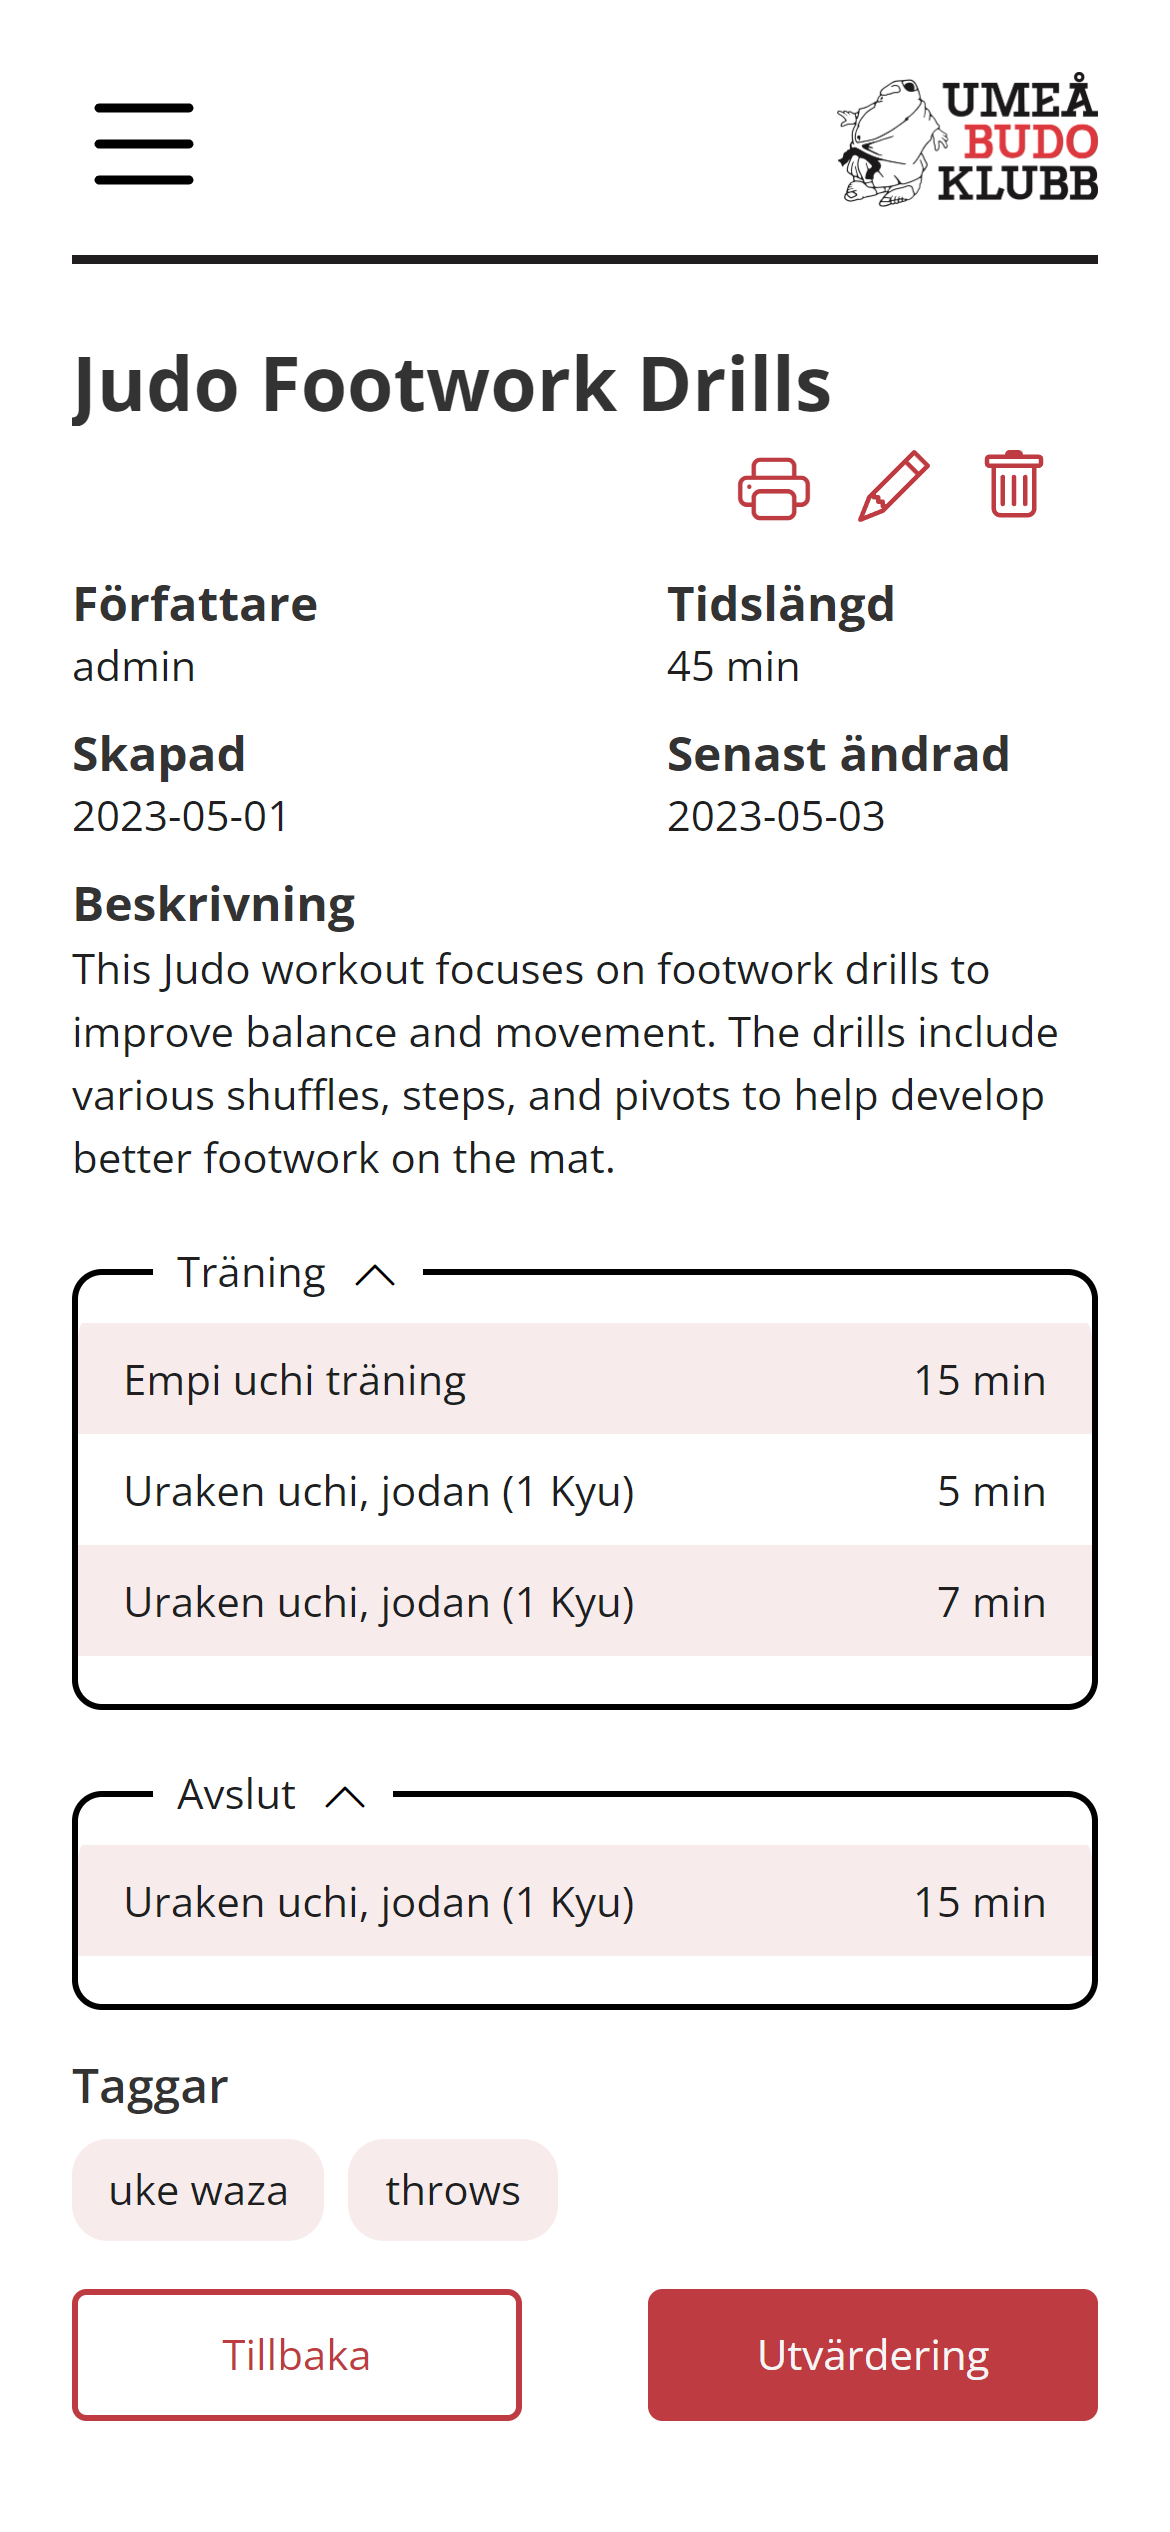 UMEÅ
BUDO
KLUBB
Judo Footwork Drills
Författare
admin
Tidslängd
45 min
Skapad
2023-05-01
Senast ändrad
2023-05-03
Beskrivning
This Judo workout focuses on footwork drills to
improve balance and movement. The drills include
various shuffles, steps, and pivots to help develop
better footwork on the mat.
Träning
Empi uchi träning 15 min
Uraken uchi, jodan (1 Kyu) 5 min
Uraken uchi, jodan (1 Kyu) 7 min
Avslut
Uraken uchi, jodan (1 Kyu) 15 min
Taggar
uke waza throws
Tillbaka Utvärdering